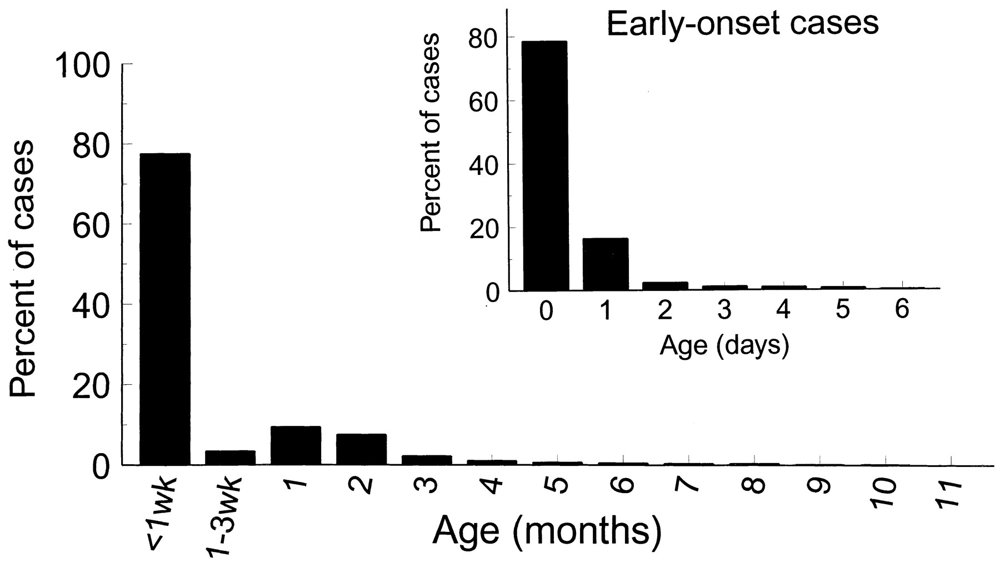 Early-onset cases
Percent of cases
80
60
40
20
0
0 1 2 3 4 5 6
Age (days)
Percent of cases
100
80
60
40
20
0
<1wk 1-3wk 1 2 3 4 5 6 7 8 9 10 11
Age (months)